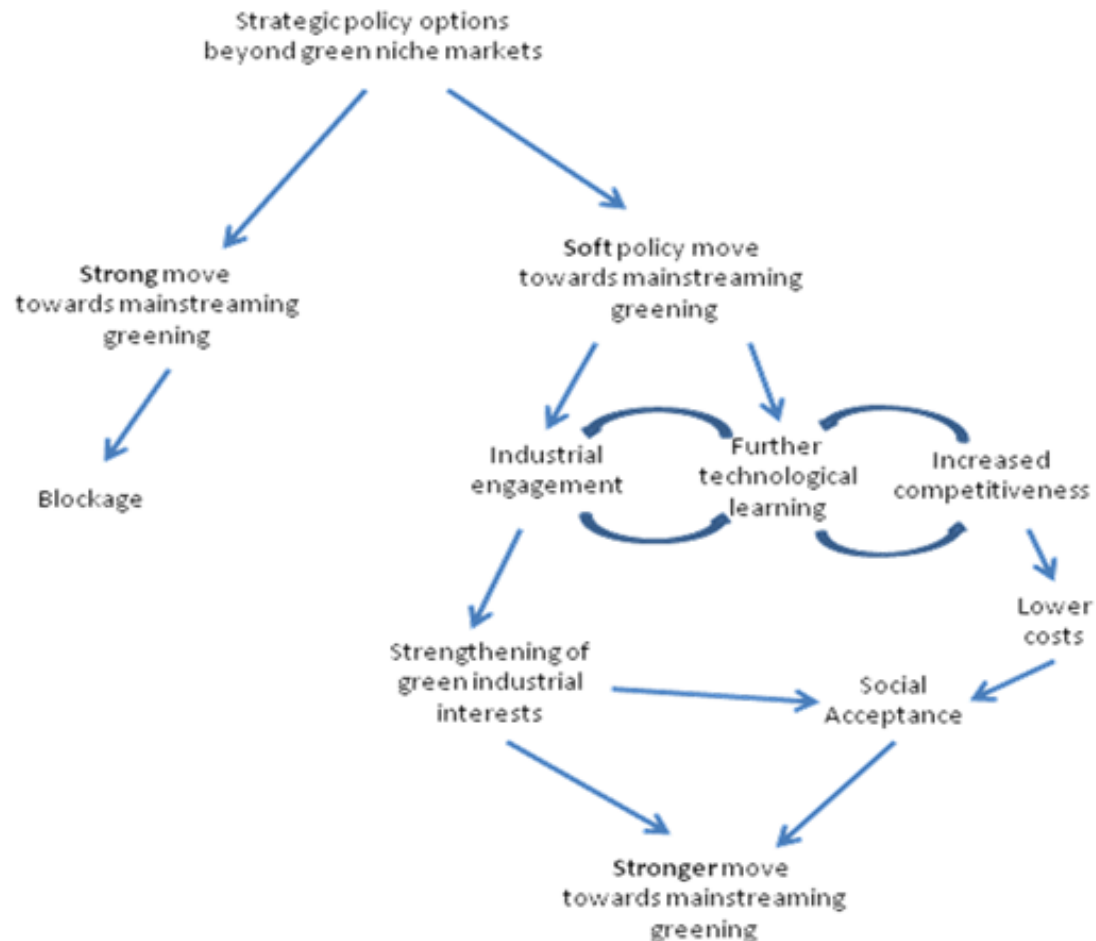 Strategic policy options
beyond green niche markets
Strong move
towards mainstreaming
greening
Soft policy move
towards mainstreaming
greening
Blockage
Industrial
engagement
Further
technological
learning
Increased
competitiveness
Lower
costs
Strengthening of
green industrial
interests
Social
Acceptance
Stronger move
towards mainstreaming
greening